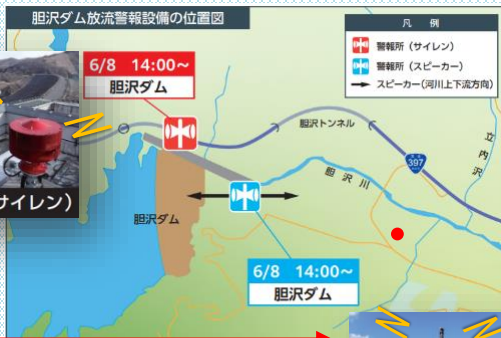 胆沢ダム放流警報設備の位置図
凡 例
警報所（サイレン）
警報所（スピーカー）
スピーカー(河川上下流方向)
6/8 14:00～
胆沢ダム
サイレン）
胆沢トンネル
397
立内沢
胆沢川
胆沢ダム
6/8 14:00～
胆沢ダム